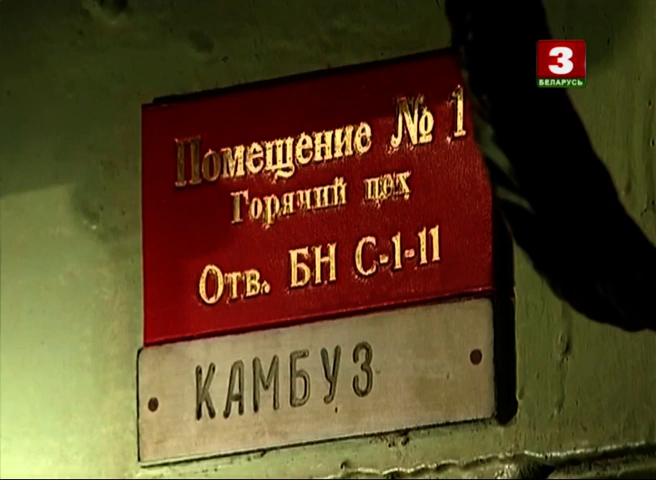 3
БЕЛАРУСЬ
Помещение № 1
Горячий цех
Отв. БН С-1-11
КАМБУЗ